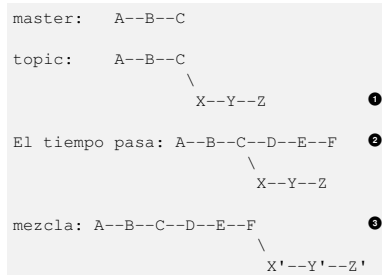 master:   A--B--C
topic:    A--B--C
                 \
                  X--Y--Z     ❶
El tiempo pasa: A--B--C--D--E--F   ❷
                       \
                        X--Y--Z
mezcla: A--B--C--D--E--F           ❸
                        \
                         X'--Y'--Z'